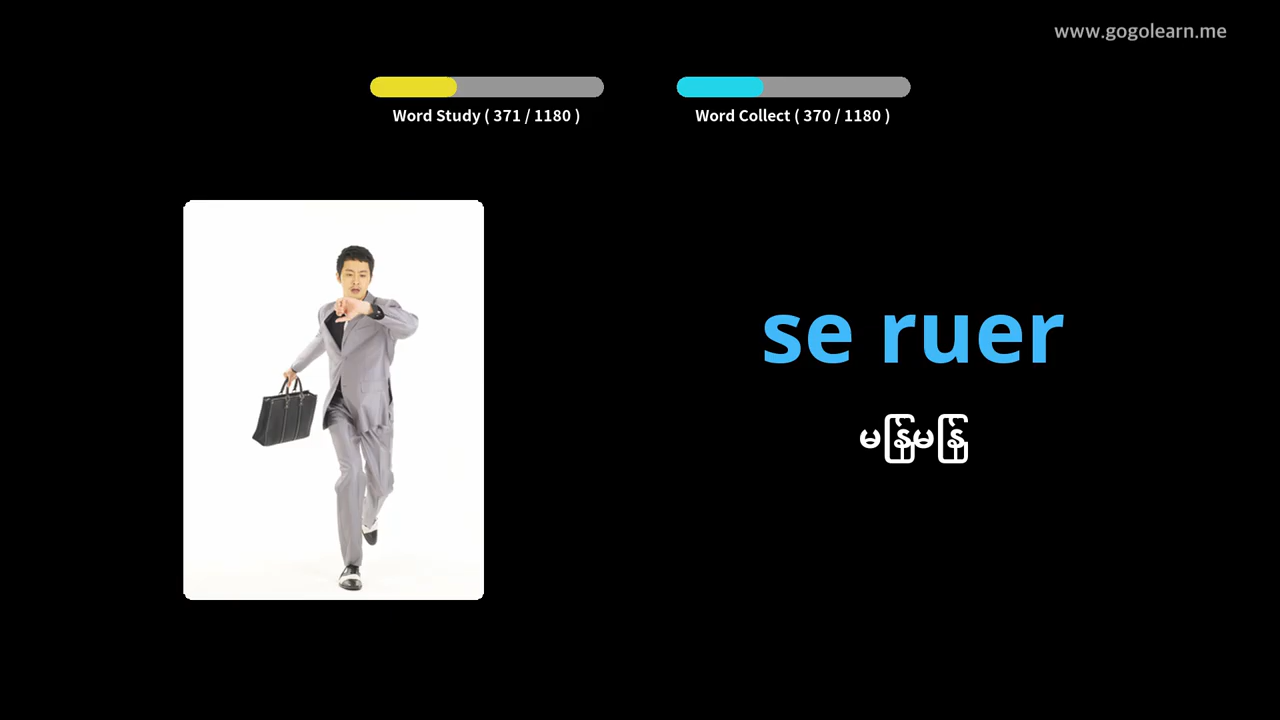 www.gogolearn.me
Word Study ( 371 / 1180 )
Word Collect ( 370 / 1180 )
se ruer
မြန်မြန်